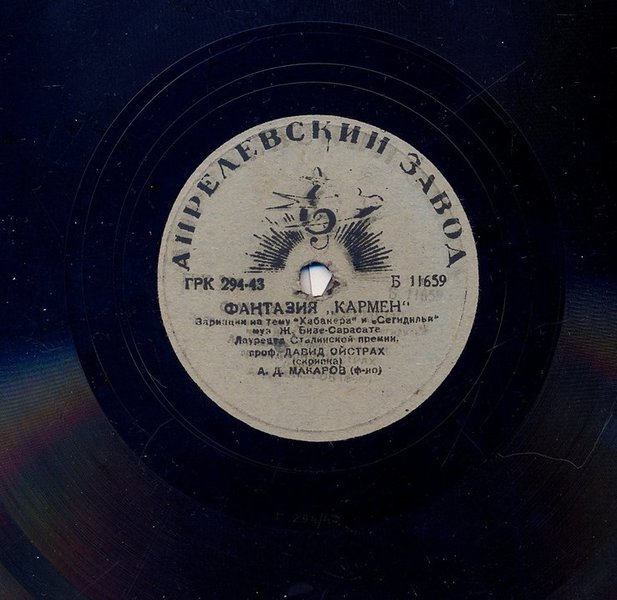 АПРЕЛЕВСКИЙ ЗАВОД
ГРК 294-43 Б 11659
ФАНТАЗИЯ „КАРМЕН"
Вариации на тему "Хабанера" и „Сегидилья"
муз Ж. Бизе-Сарасате
Лауреата Сталинской премии,
проф. ДАВИД ОЙСТРАХ
(скрипка)
А. Д. МАКАРОВ (ф-но)